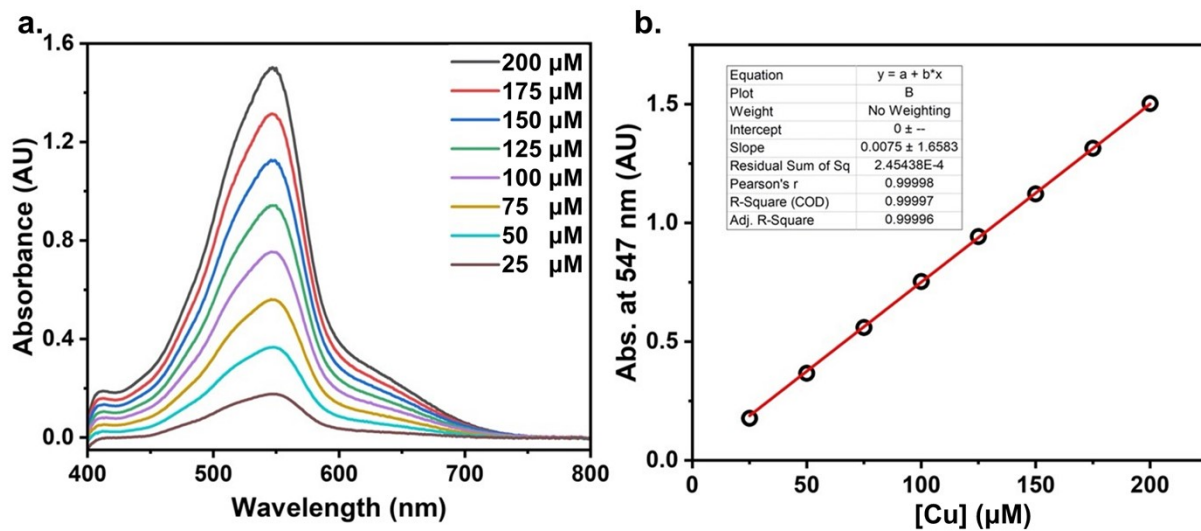 a.
Absorbance (AU)
1.6
1.2
0.8
0.4
0.0
400 500 600 700 800
Wavelength (nm)
200 µM
175 µM
150 µM
125 µM
100 µM
75 µM
50 µM
25 µM
b.
Abs. at 547 nm (AU)
1.5
1.0
0.5
0.0
0 50 100 150 200
[Cu] (µM)
Equation y = a + b*x
Plot B
Weight No Weighting
Intercept 0 ± --
Slope 0.0075 ± 1.6583
Residual Sum of Sq 2.45438E-4
Pearson's r 0.99998
R-Square (COD) 0.99997
Adj. R-Square 0.99996